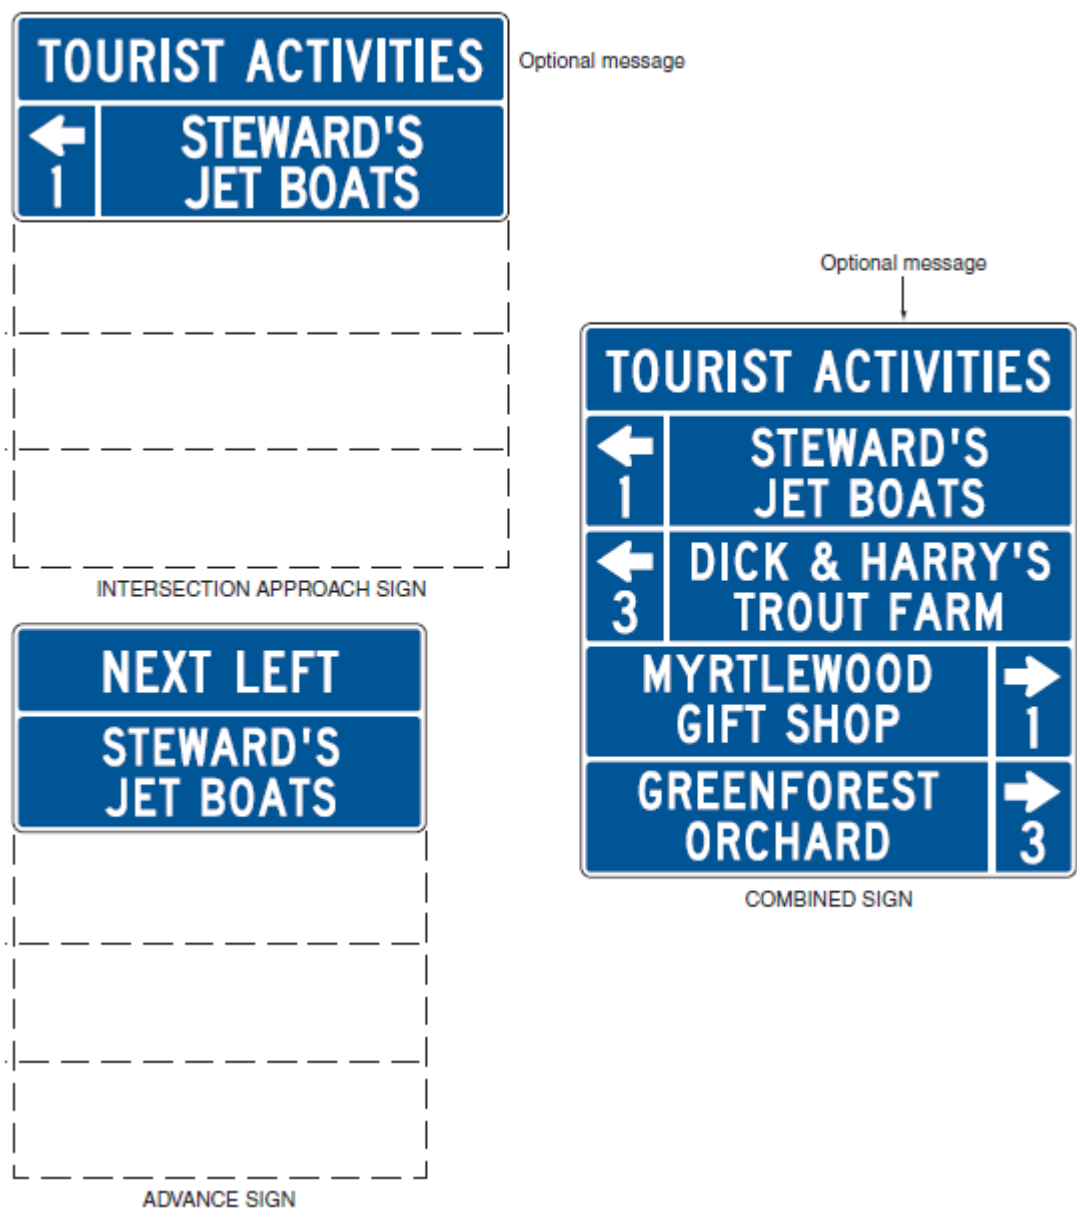 TOURIST ACTIVITIES
Optional message
STEWARD'S
JET BOATS
1
INTERSECTION APPROACH SIGN
NEXT LEFT
STEWARD'S
JET BOATS
ADVANCE SIGN
Optional message
TOURIST ACTIVITIES
STEWARD'S
JET BOATS
1
DICK & HARRY'S
TROUT FARM
3
MYRTLEWOOD
GIFT SHOP
1
GREENFOREST
ORCHARD
3
COMBINED SIGN